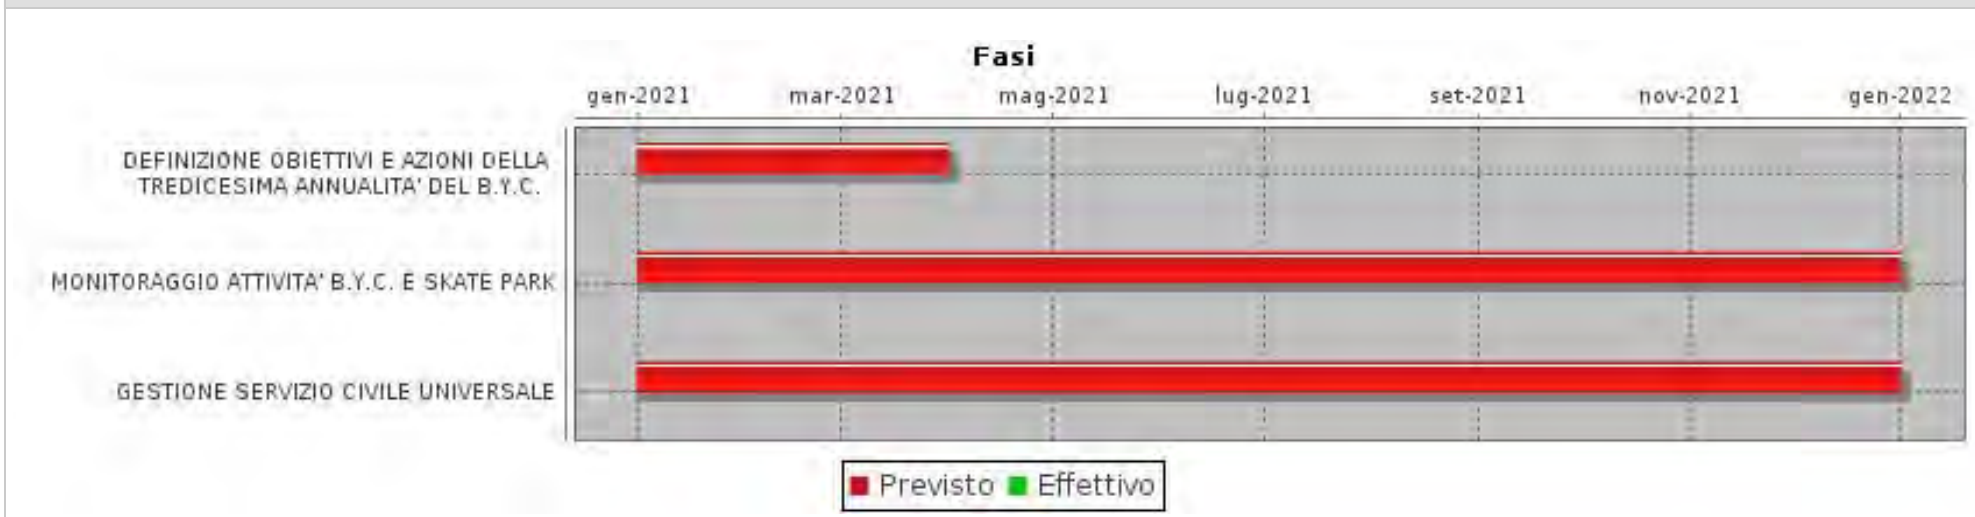 Fasi
gen-2021 mar-2021 mag-2021 lug-2021 set-2021 nov-2021 gen-2022
DEFINIZIONE OBIETTIVI E AZIONI DELLA
TREDICESIMA ANNUALITA' DEL B.Y.C.
MONITORAGGIO ATTIVITA' B.Y.C. E SKATE PARK
GESTIONE SERVIZIO CIVILE UNIVERSALE
Previsto Effettivo